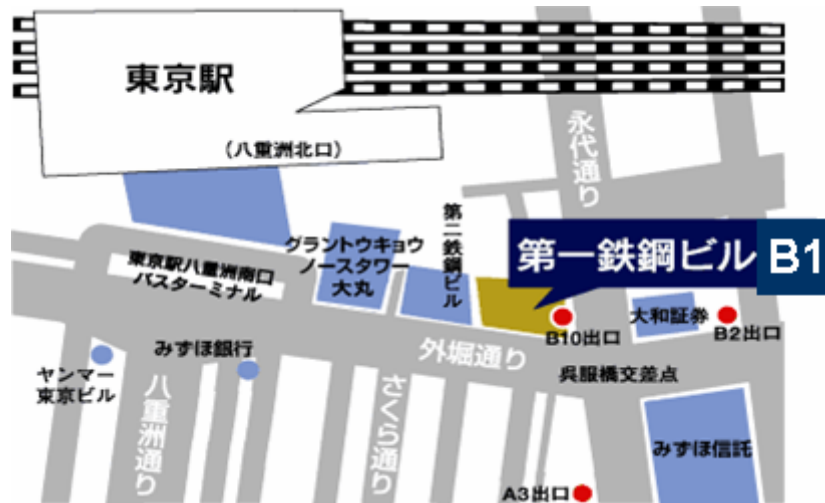 東京駅
(八重洲北口)
永代通り
第二鉄鋼ビル
グラントウキョウ
ノースタワー
大丸
第一鉄鋼ビル B1
東京駅八重洲南口
バスターミナル
大和証券
B10出口
B2出口
みずほ銀行
外堀通り
呉服橋交差点
ヤンマー
東京ビル
八重洲通り
さくら通り
みずほ信託
A3出口